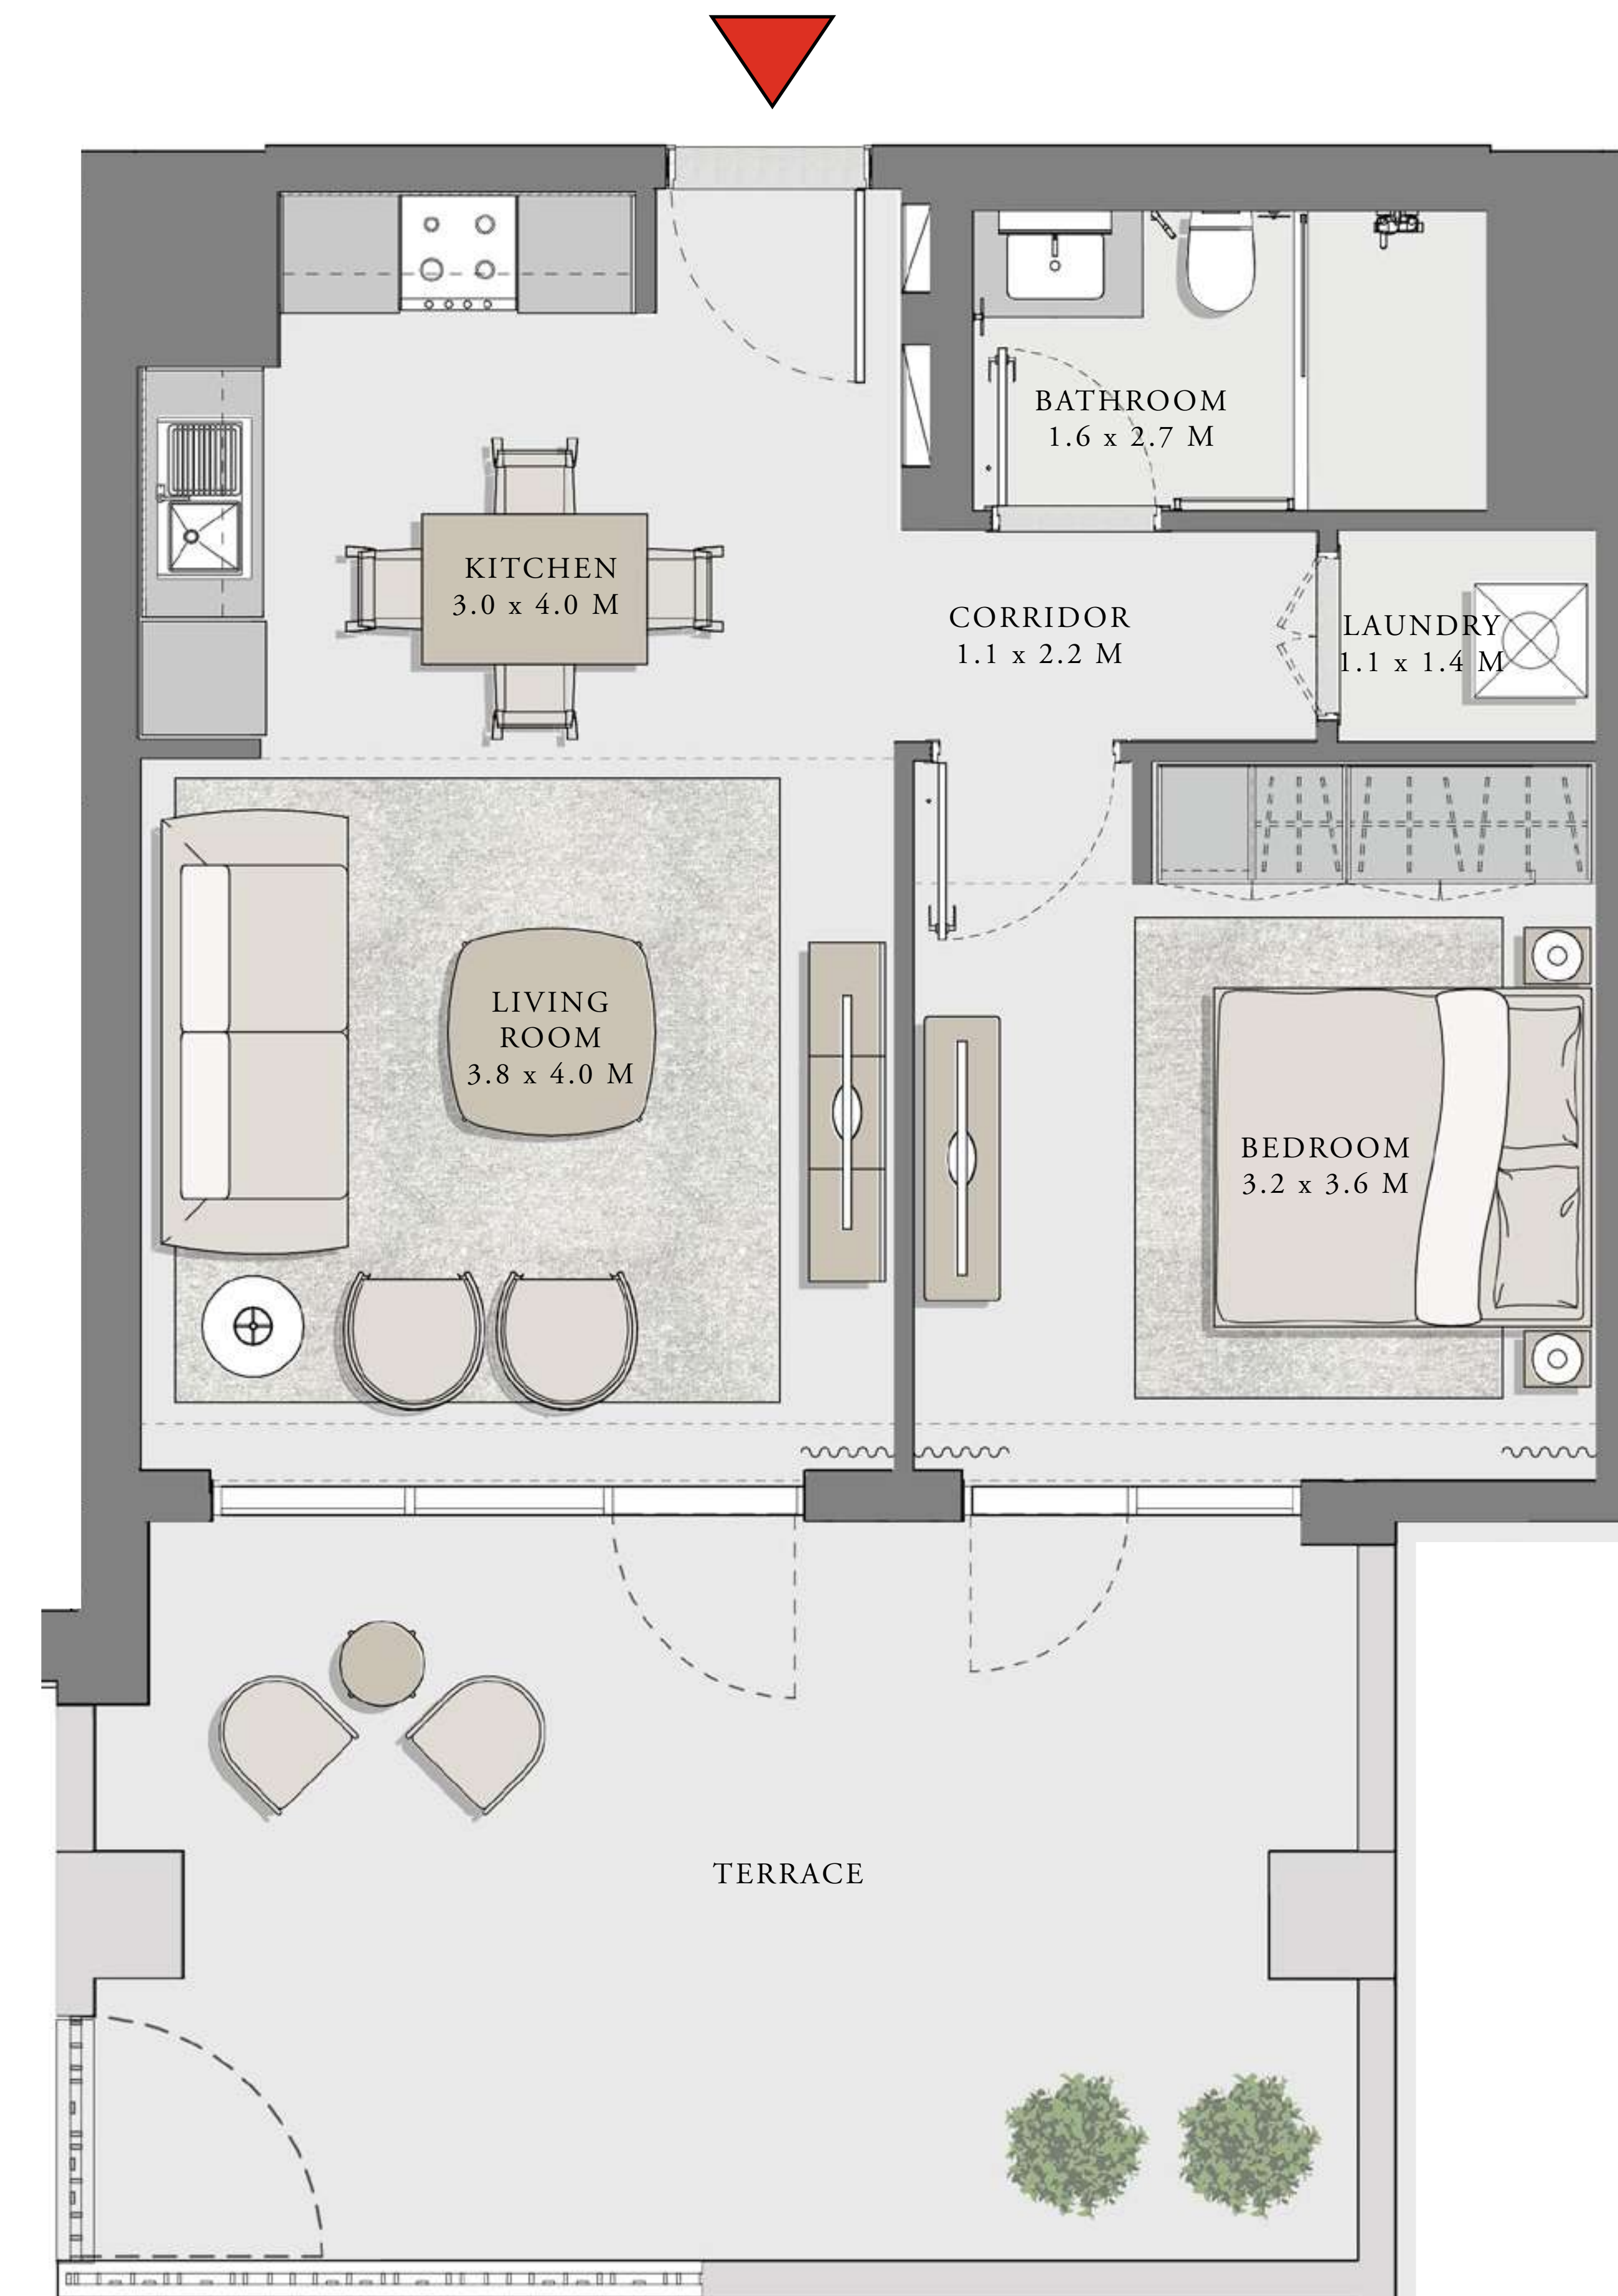 BATHROOM
1.6 x 2.7 M
KITCHEN
3.0 x 4.0 M
CORRIDOR
1.1 x 2.2 M
LAUNDRY
1.1 x 1.4 M
LIVING
ROOM
3.8 x 4.0 M
BEDROOM
3.2 x 3.6 M
TERRACE